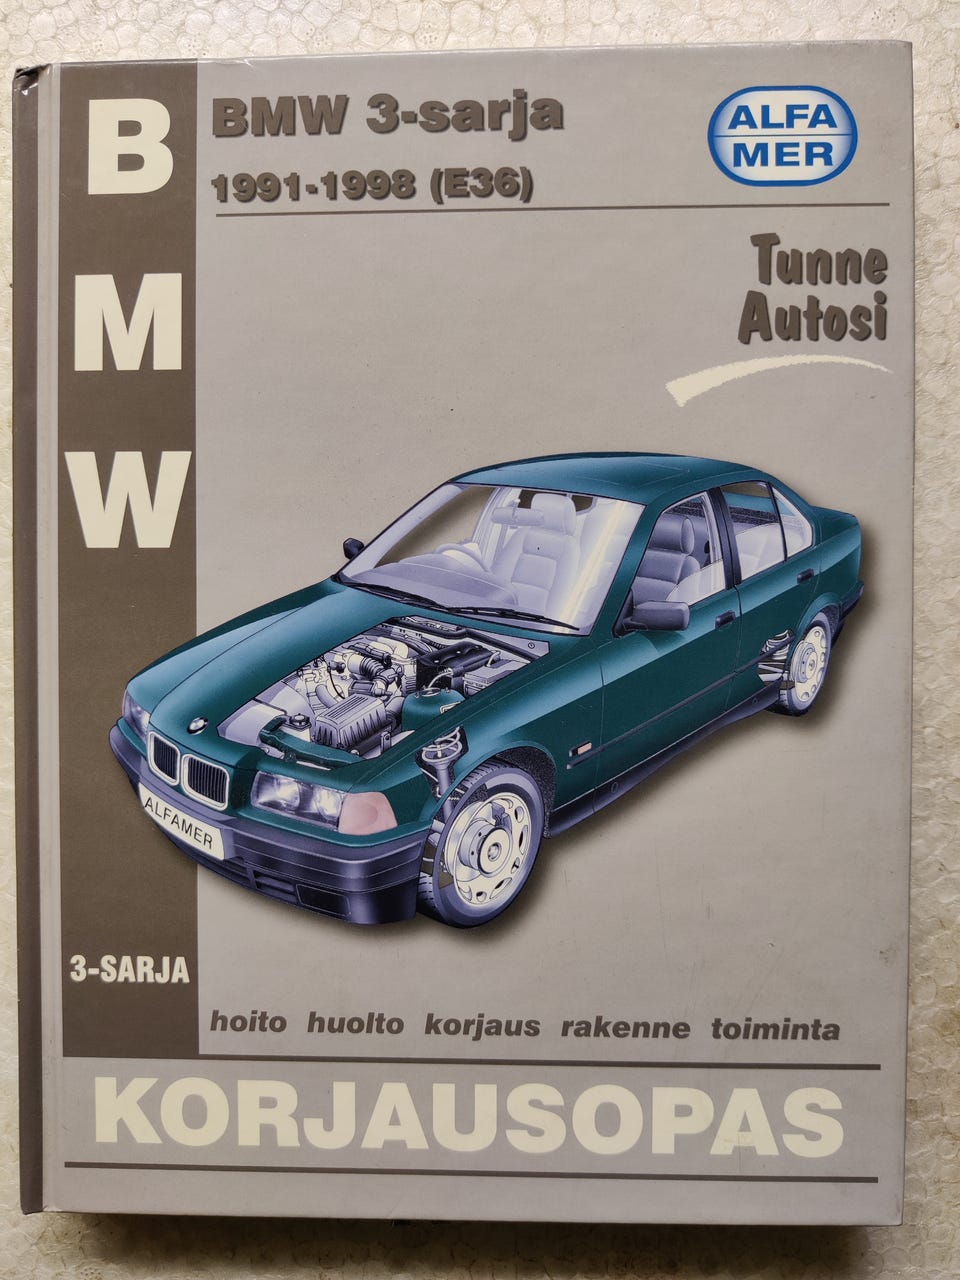 B
M
W
3-SARJA
BMW 3-sarja
1991-1998 (E36)
ALFA
MER
Tunne
Autosi
ALFAMER
hoito huolto korjaus rakenne toiminta
KORJAUSOPAS